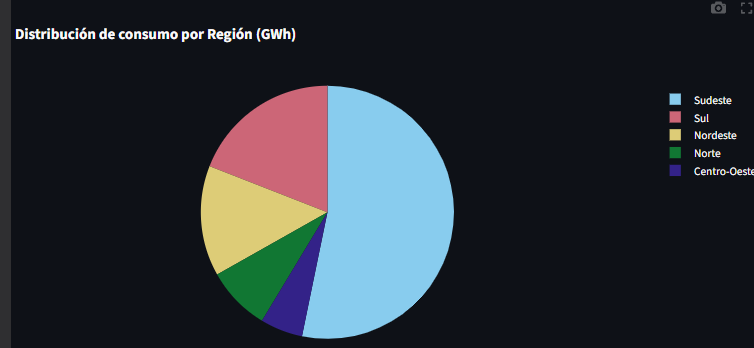 Distribución de consumo por Región (GWh)
Sudeste
Sul
Nordeste
Norte
Centro-Oeste